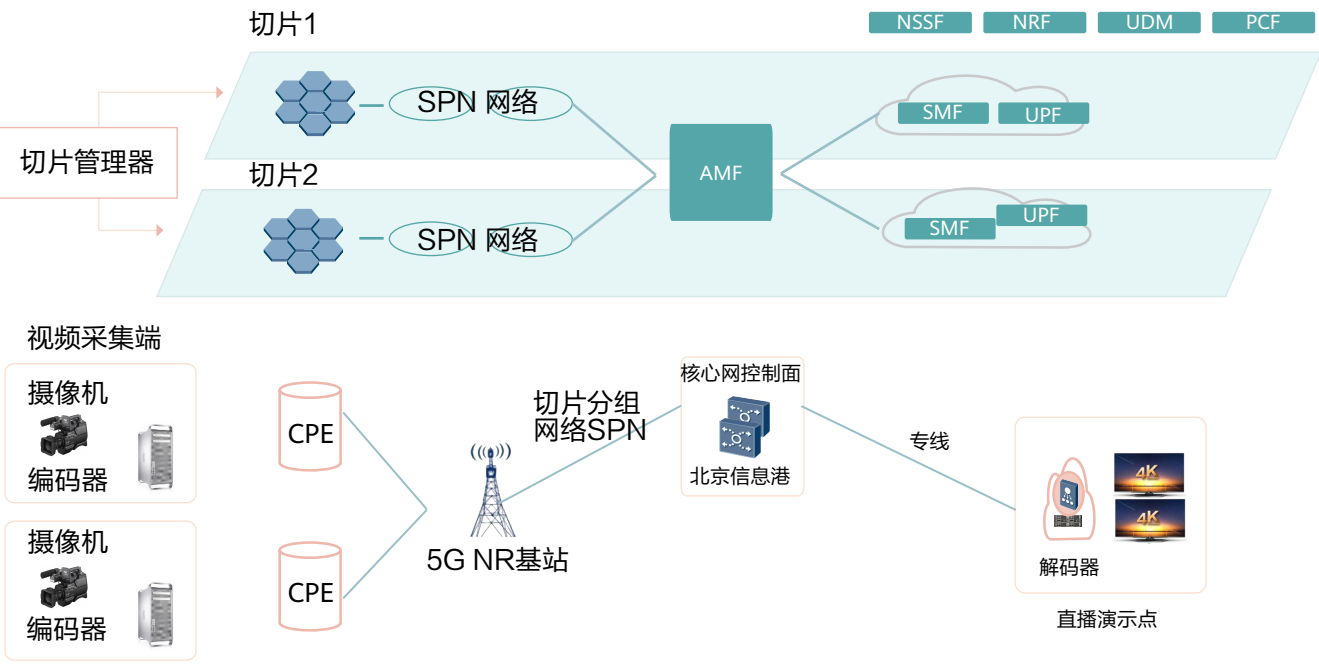 切片1
NSSF
NRF
UDM
PCF
SPN 网络
SMF
UPF
切片管理器
AMF
切片2
SPN 网络
SMF
UPF
视频采集端
摄像机
编码器
摄像机
编码器
CPE
CPE
5G NR基站
切片分组
网络SPN
核心网控制面
北京信息港
专线
4K
4K
解码器
直播演示点